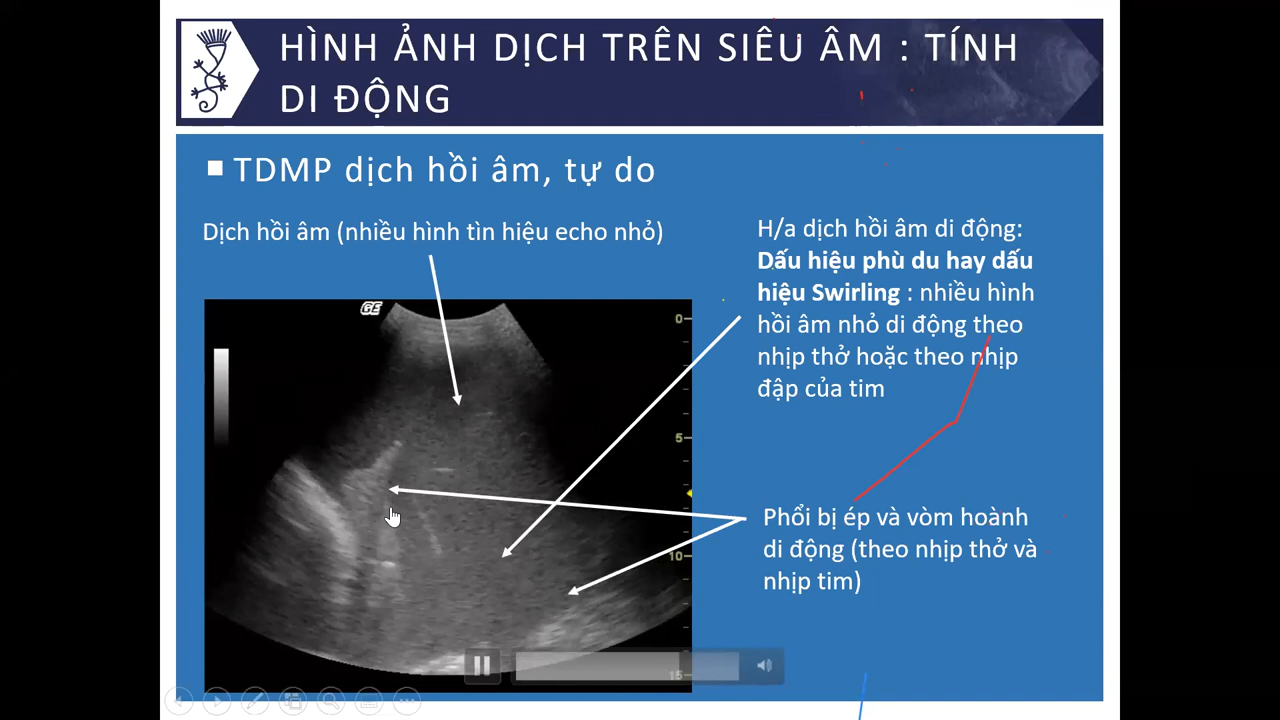 HÌNH ẢNH DỊCH TRÊN SIÊU ÂM : TÍNH
DI ĐỘNG
TDMP dịch hồi âm, tự do
Dịch hồi âm (nhiều hình tìn hiệu echo nhỏ)
H/a dịch hồi âm di động:
Dấu hiệu phù du hay dấu
hiệu Swirling : nhiều hình
hồi âm nhỏ di động theo
nhịp thở hoặc theo nhịp
đập của tim
GE
0
5
10
15
Phổi bị ép và vòm hoành
di động (theo nhịp thở và
nhịp tim)